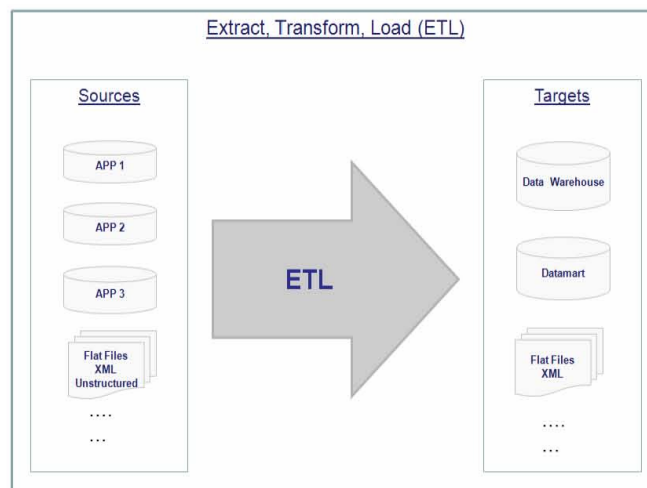 Extract, Transform, Load (ETL)
Sources
APP 1
APP 2
APP 3
Flat Files
XML
Unstructured
....
...
ETL
Targets
Data Warehouse
Datamart
Flat Files
XML
....
...